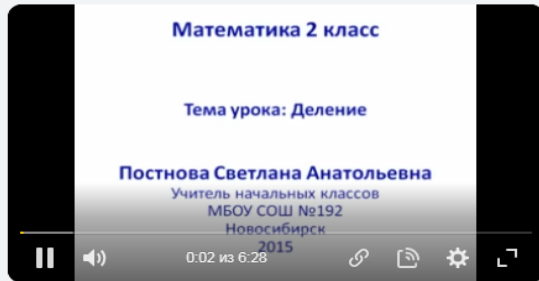 Математика 2 класс
Тема урока: Деление
Постнова Светлана Анатольевна
Учитель начальных классов
МБОУ СОШ №192
Новосибирск
2015
0:02 из 6:28